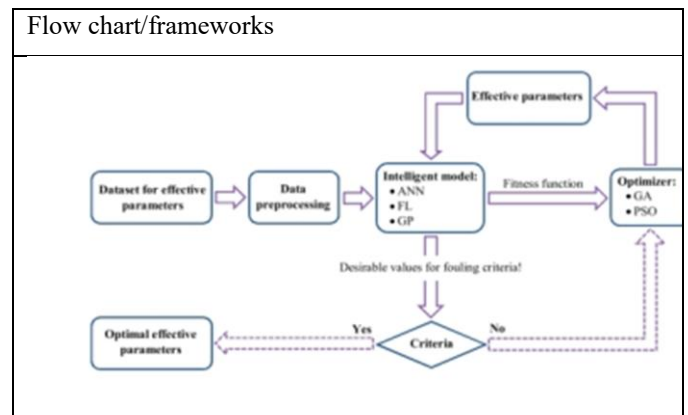 Flow chart/frameworks
Effective parameters
Dataset for effective
parameters
Data
preprocessing
Intelligent model:
• ANN
• FL
• GP
Fitness function
Optimizer:
• GA
• PSO
Desirable values for fouling criteria!
Optimal effective
parameters
Yes
Criteria
No